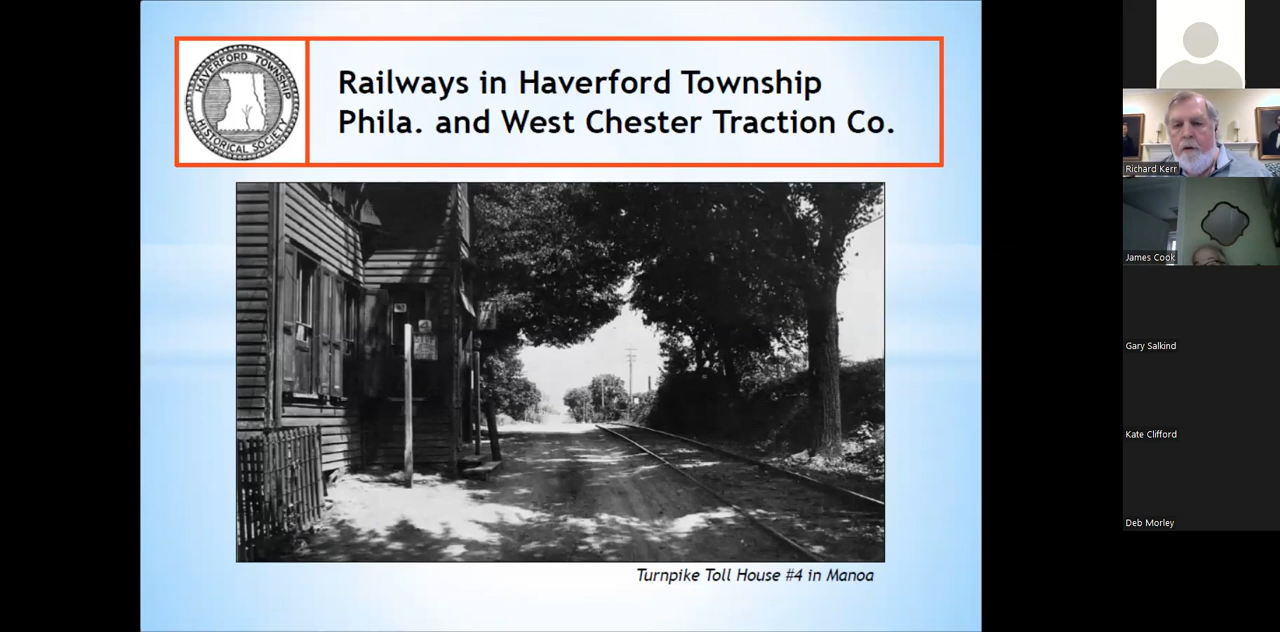 HAVERFORD TOWNSHIP
HISTORICAL SOCIETY
Railways in Haverford Township
Phila. and West Chester Traction Co.
Turnpike Toll House #4 in Manoa
Richard Kerr
James Cook
Gary Salkind
Kate Clifford
Deb Morley